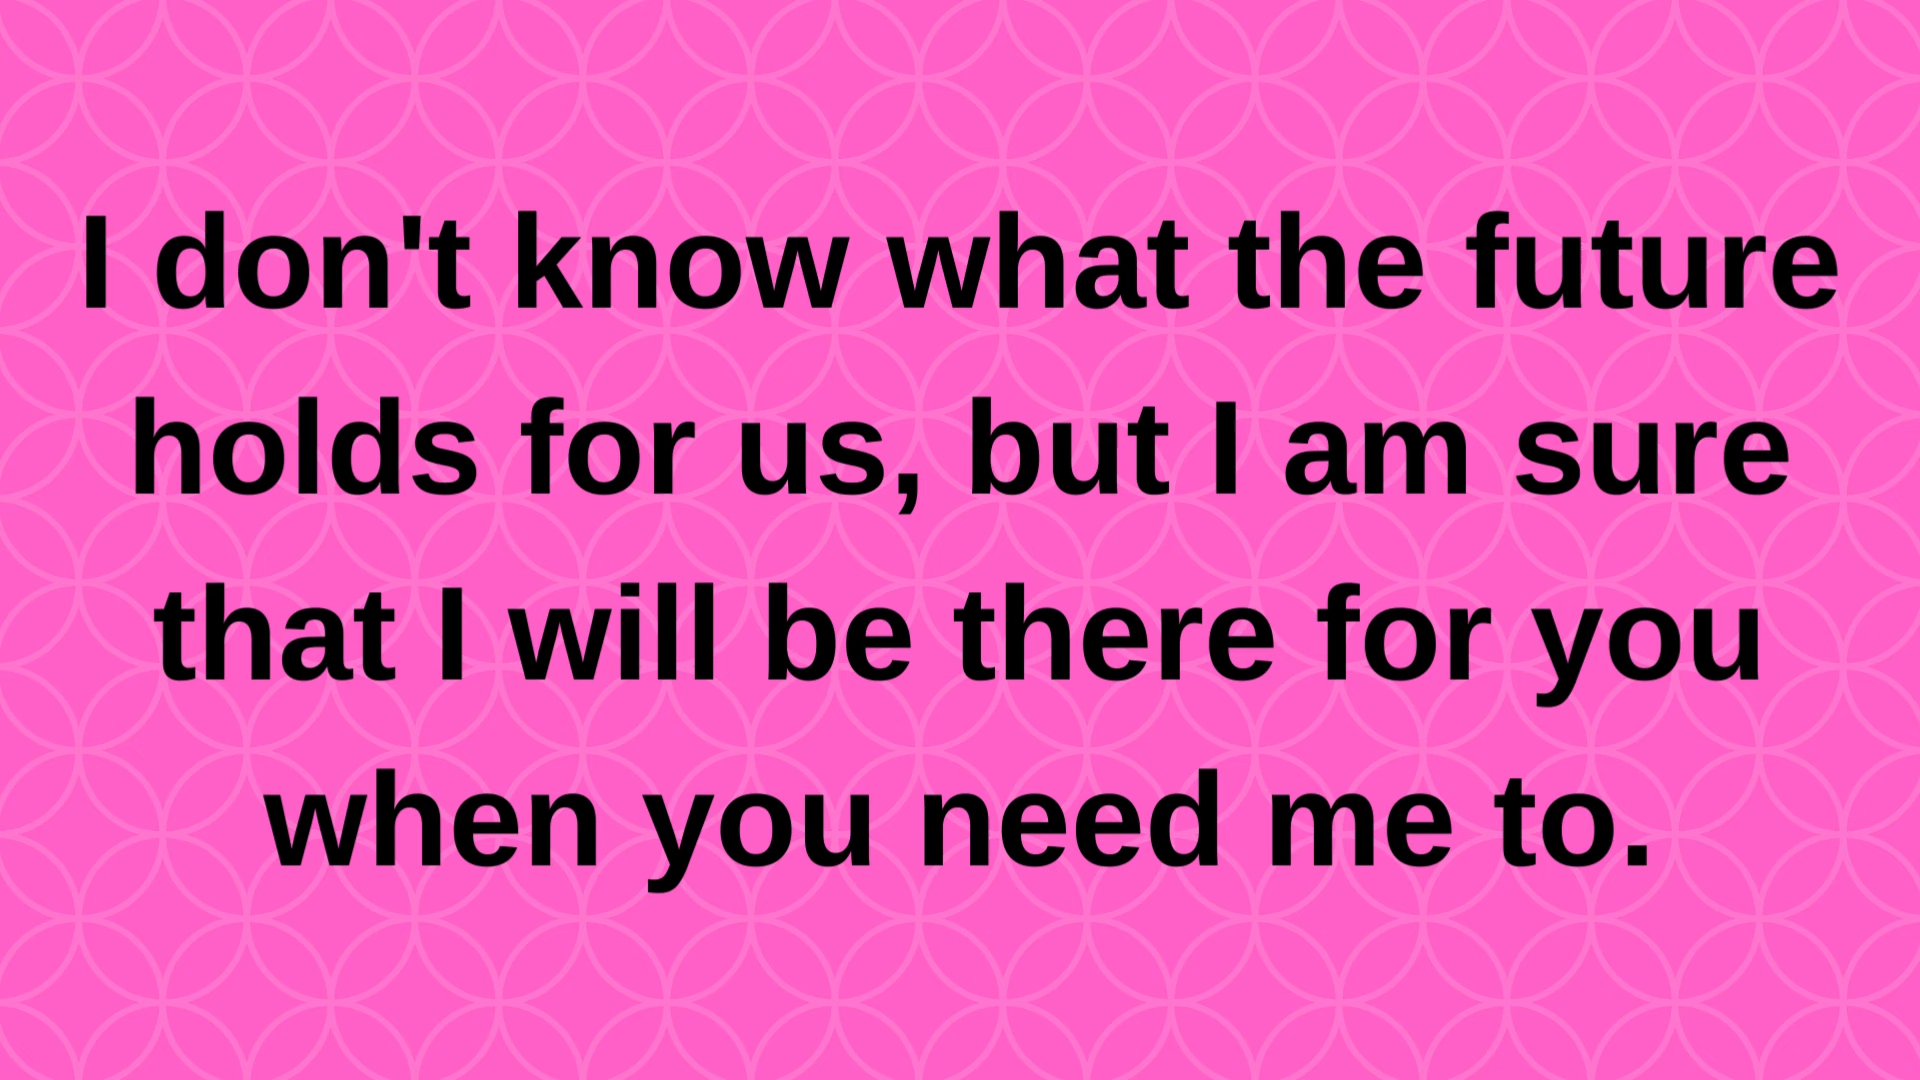 I don't know what the future
holds for us, but I am sure
that I will be there for you
when you need me to.